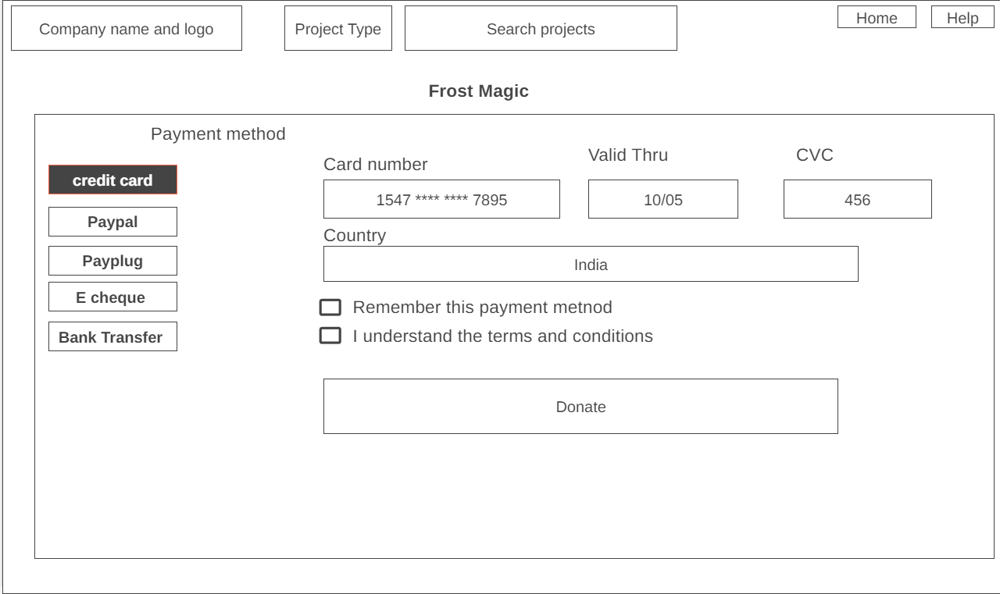 Company name and logo
Project Type
Search projects
Home
Help
Frost Magic
Payment method
credit card
Paypal
Payplug
E cheque
Bank Transfer
Card number
Valid Thru
CVC
1547 **** **** 7895
10/05
456
Country
India
Remember this payment metnod
I understand the terms and conditions
Donate